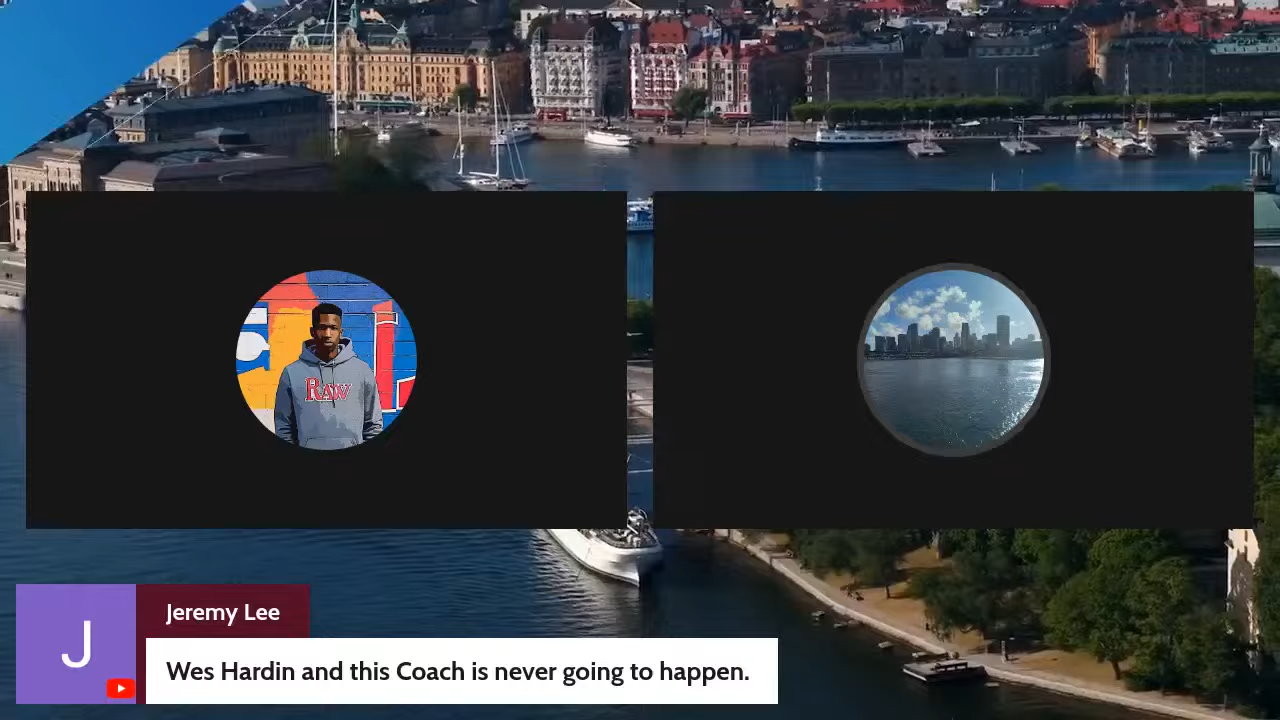 RAW
J
Jeremy Lee
Wes Hardin and this Coach is never going to happen.